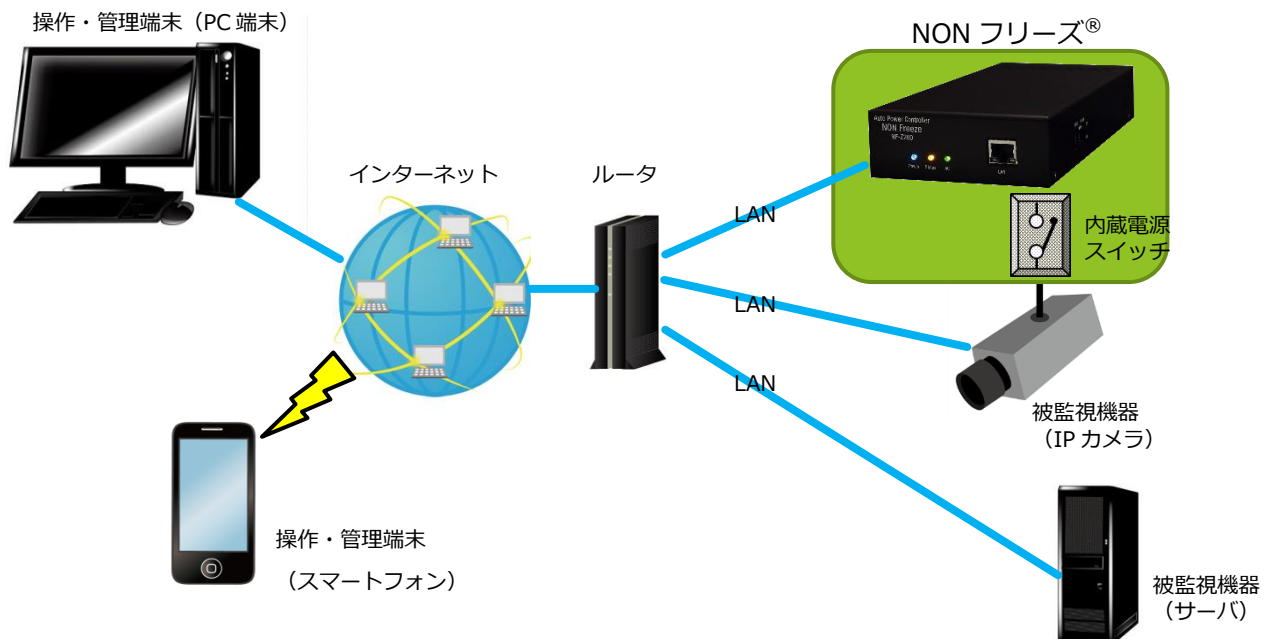 操作・管理端末（PC 端末）
NON フリーズ®
Auto Power Controller
NON Freeze
LAN
インターネット
ルータ
LAN
内蔵電源
スイッチ
LAN
LAN
被監視機器
（IP カメラ）
操作・管理端末
（スマートフォン）
被監視機器
（サーバ）